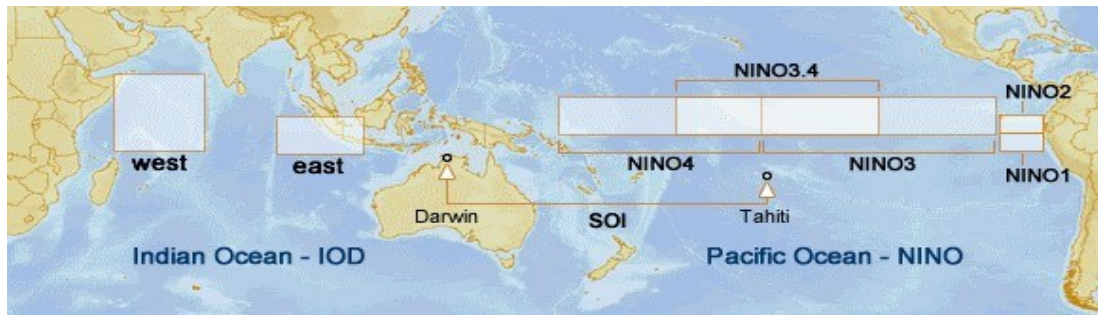 NINO3.4
NINO2
west
east
NINO4
NINO3
NINO1
Darwin
SOI
Tahiti
Indian Ocean - IOD
Pacific Ocean - NINO